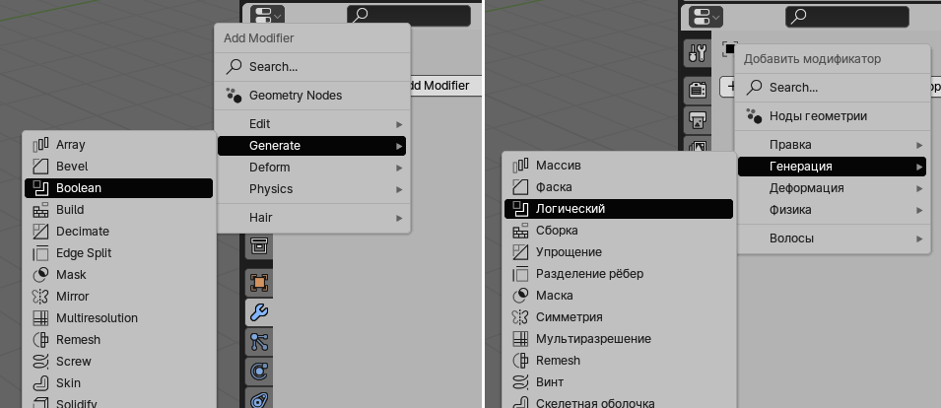 Add Modifier
Search...
dd Modifier
Geometry Nodes
Edit
Generate
Deform
Physics
Hair
Array
Bevel
Boolean
Build
Decimate
Edge Split
Mask
Mirror
Multiresolution
Remesh
Screw
Skin
Solidify
Добавить модификатор
Search...
ор
Ноды геометрии
Правка
Генерация
Деформация
Физика
Волосы
Массив
Фаска
Логический
Сборка
Упрощение
Разделение рёбер
Маска
Симметрия
Мультиразрешение
Remesh
Винт
Скелетная оболочка